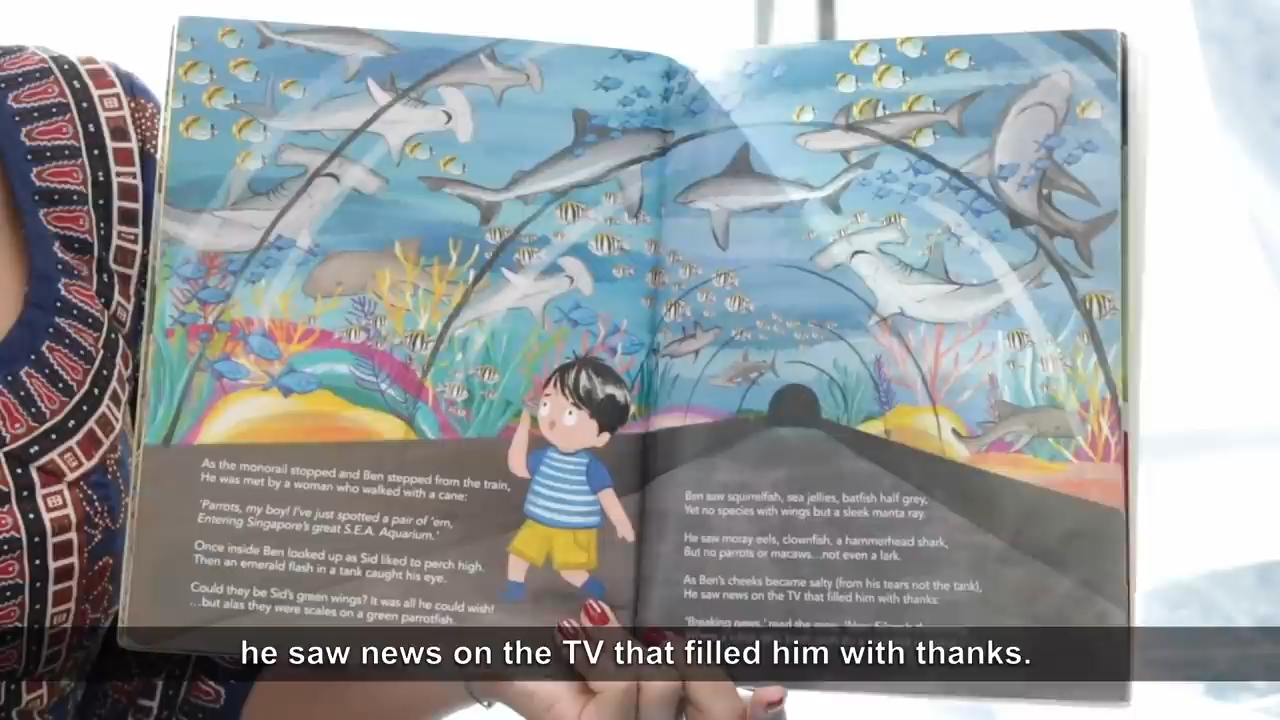 As the monorail stopped and Ben stepped from the train,
He was met by a woman who walked with a cane:
'Parrots, my boy! I've just spotted a pair of 'em,
Entering Singapore's great S.E.A. Aquarium.'
Once inside Ben looked up as Sid liked to perch high.
Then an emerald flash in a tank caught his eye.
Could they be Sid's green wings? It was all he could wish!
...but alas they were scales on a green parrotfish.
Ben saw squirrelfish, sea jellies, batfish half grey,
Yet no species with wings but a sleek manta ray.
He saw moray eels, clownfish, a hammerhead shark,
But no parrots or macaws...not even a lark.
As Ben's cheeks became salty (from his tears not the tank),
He saw news on the TV that filled him with thanks:
'Breaking news,' read the
he saw news on the TV that filled him with thanks.